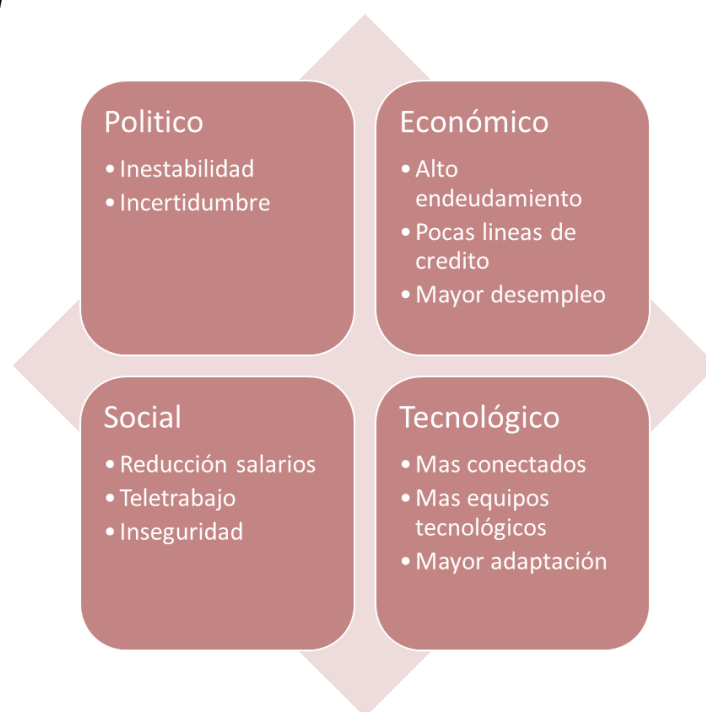 Politico
• Inestabilidad
• Incertidumbre
Económico
• Alto
endeudamiento
• Pocas lineas de
credito
• Mayor desempleo
Social
• Reducción salarios
• Teletrabajo
• Inseguridad
Tecnológico
• Mas conectados
• Mas equipos
tecnológicos
• Mayor adaptación